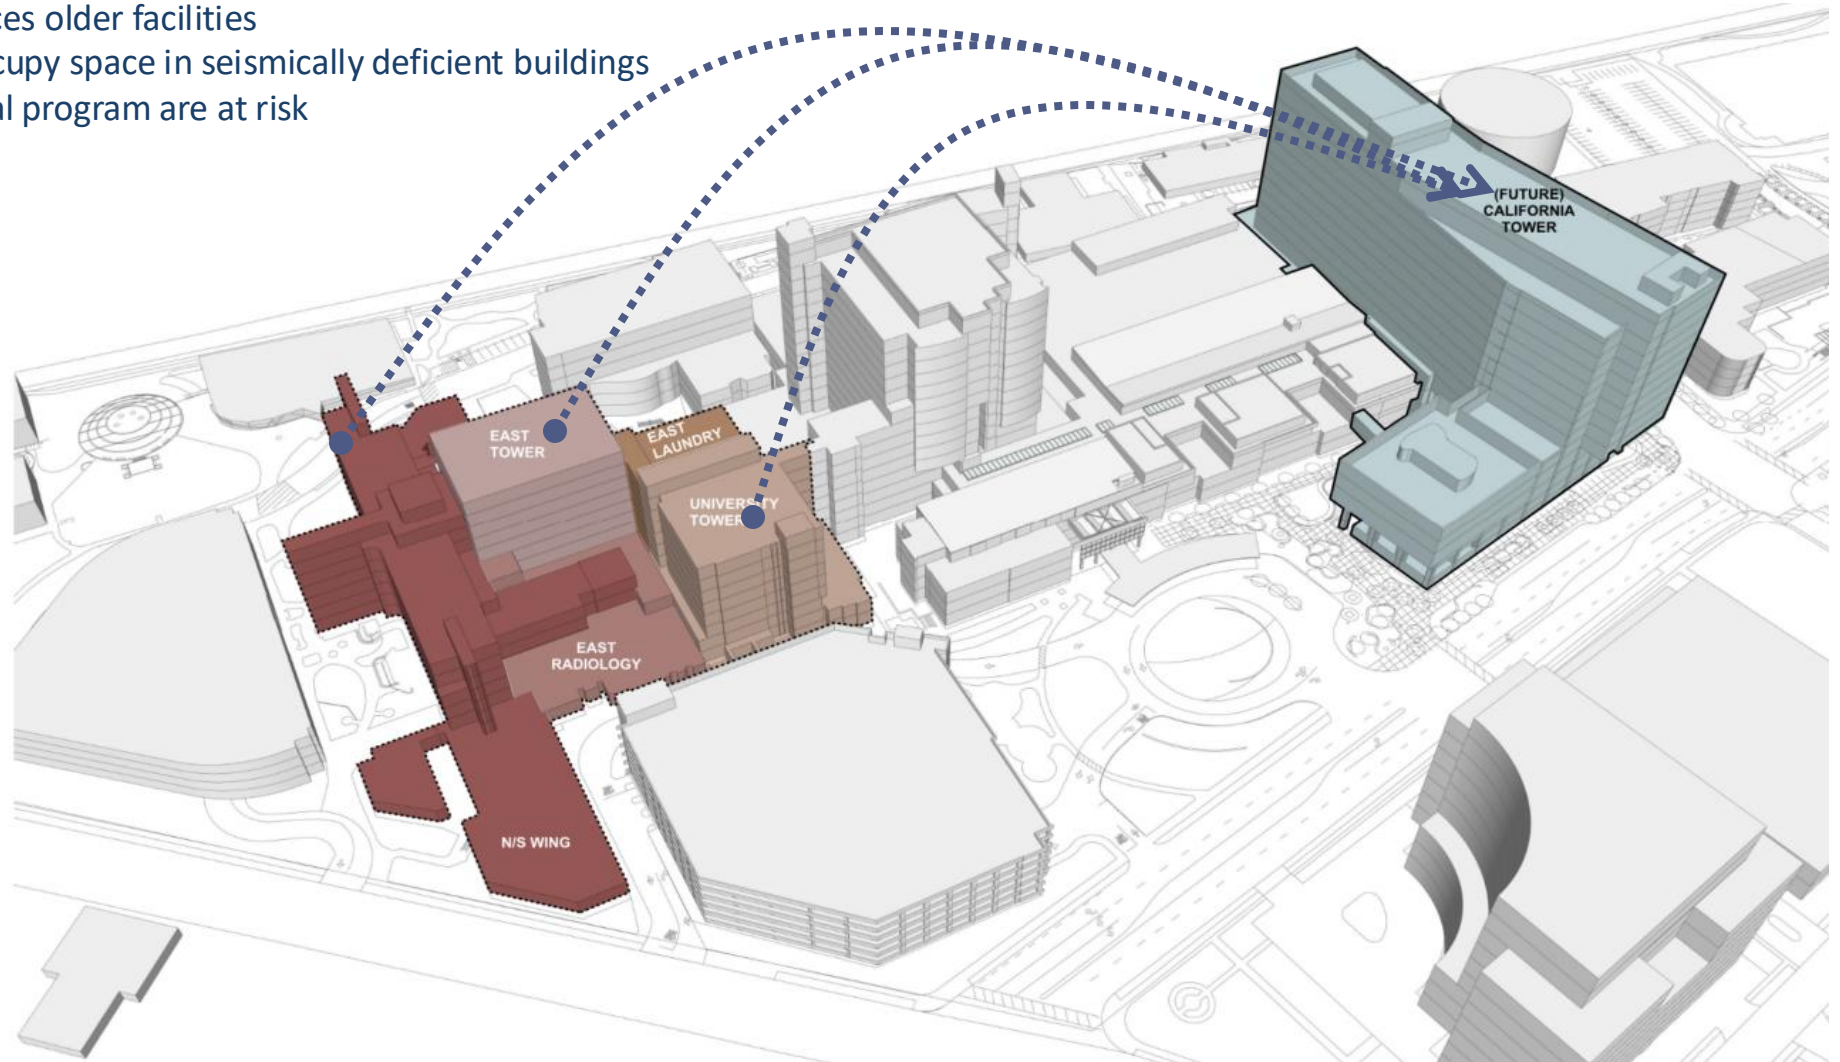 ces older facilities
cupy space in seismically deficient buildings
al program are at risk
(FUTURE)
CALIFORNIA
TOWER
EAST
TOWER
EAST
LAUNDRY
UNIVERSITY
TOWER
EAST
RADIOLOGY
N/S WING